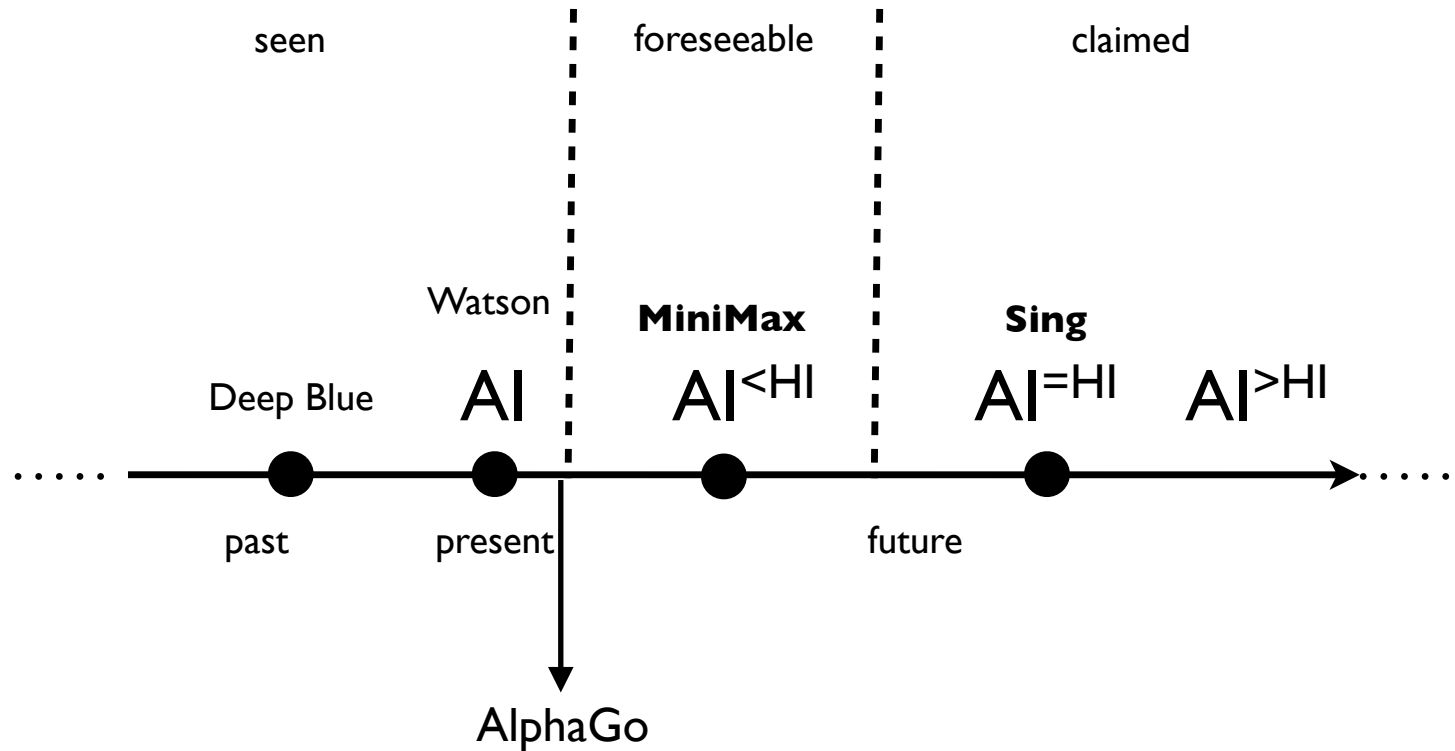 seen foreseeable claimed
Watson MiniMax Sing
Deep Blue AI AI<HI AI=HI AI>HI
..... .....
past present future
AlphaGo